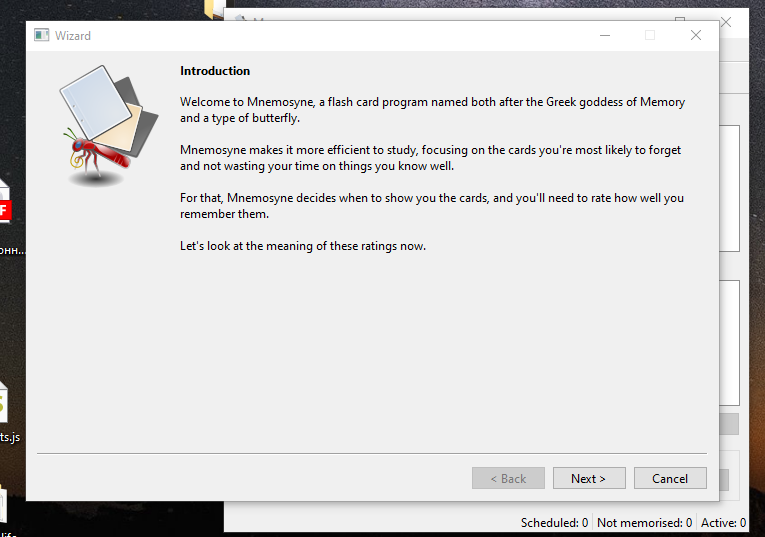 Wizard
Introduction
Welcome to Mnemosyne, a flash card program named both after the Greek goddess of Memory
and a type of butterfly.
Mnemosyne makes it more efficient to study, focusing on the cards you're most likely to forget
and not wasting your time on things you know well.
For that, Mnemosyne decides when to show you the cards, and you'll need to rate how well you
remember them.
Let's look at the meaning of these ratings now.
онн...
ts.js
< Back
Next >
Cancel
Scheduled: 0
Not memorised: 0
Active: 0